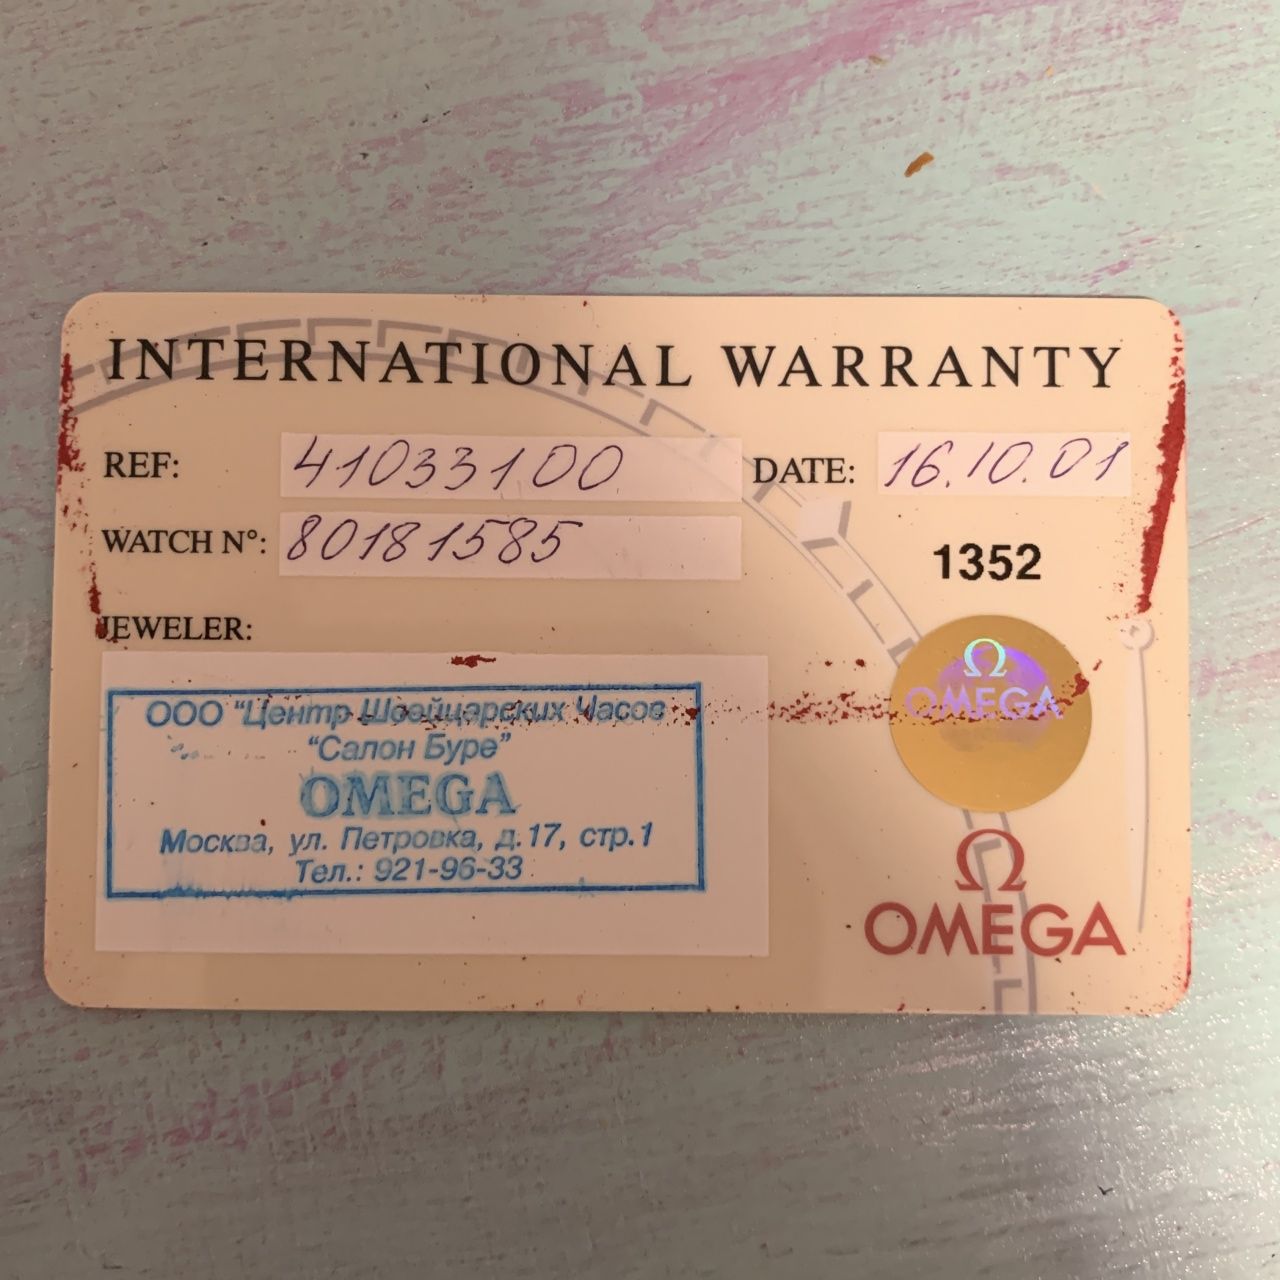 INTERNATIONAL WARRANTY
REF: 41033100 DATE: 16.10.01
WATCH N°: 80181585
1352
JEWELER:
ООО "Центр Швейцарских Часов
"Салон Буре"
OMEGA
Москва, ул. Петровка, д.17, стр.1
Тел.: 921-96-33
Ω
OMEGA
Ω
OMEGA